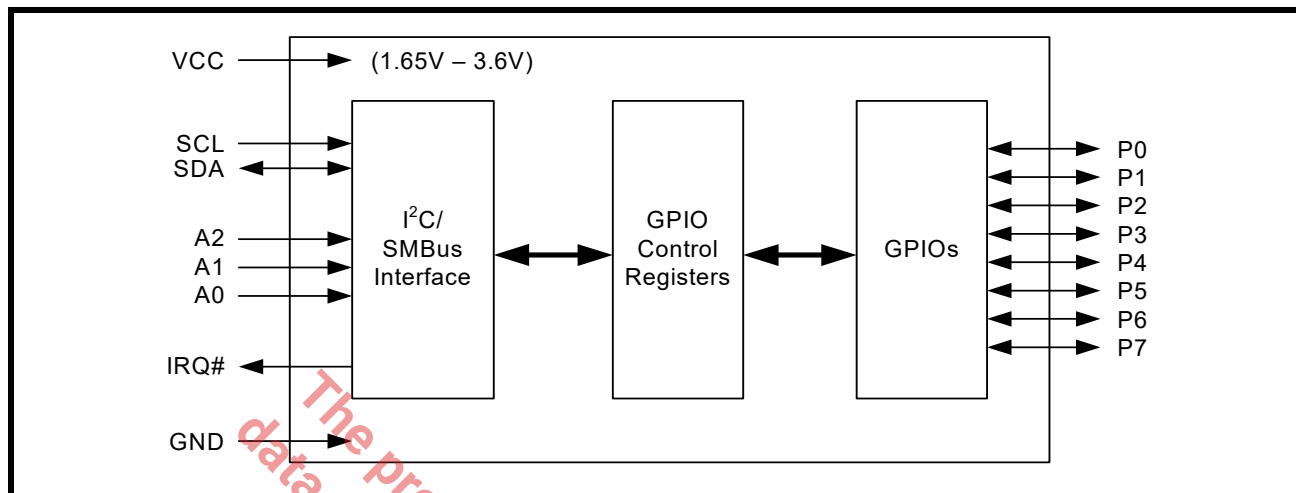 VCC
(1.65V – 3.6V)
SCL
SDA
A2
A1
A0
IRQ#
GND
I²C/
SMBus
Interface
GPIO
Control
Registers
GPIOs
P0
P1
P2
P3
P4
P5
P6
P7
The
data